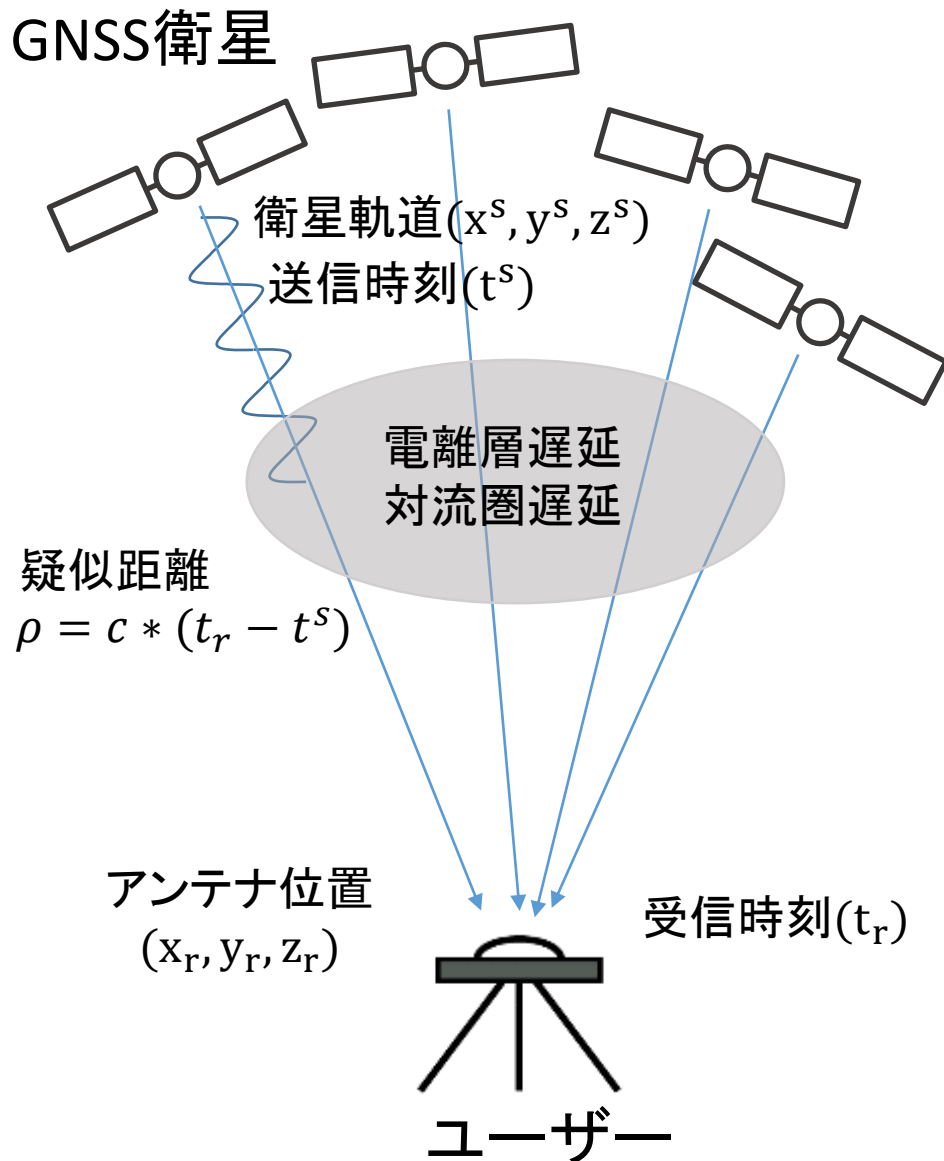 GNSS衛星
衛星軌道(xˢ, yˢ, zˢ)
送信時刻(tˢ)
電離層遅延
対流圏遅延
疑似距離
ρ = c ∗ (tᵣ − tˢ)
アンテナ位置
(xᵣ, yᵣ, zᵣ)
受信時刻(tᵣ)
ユーザー